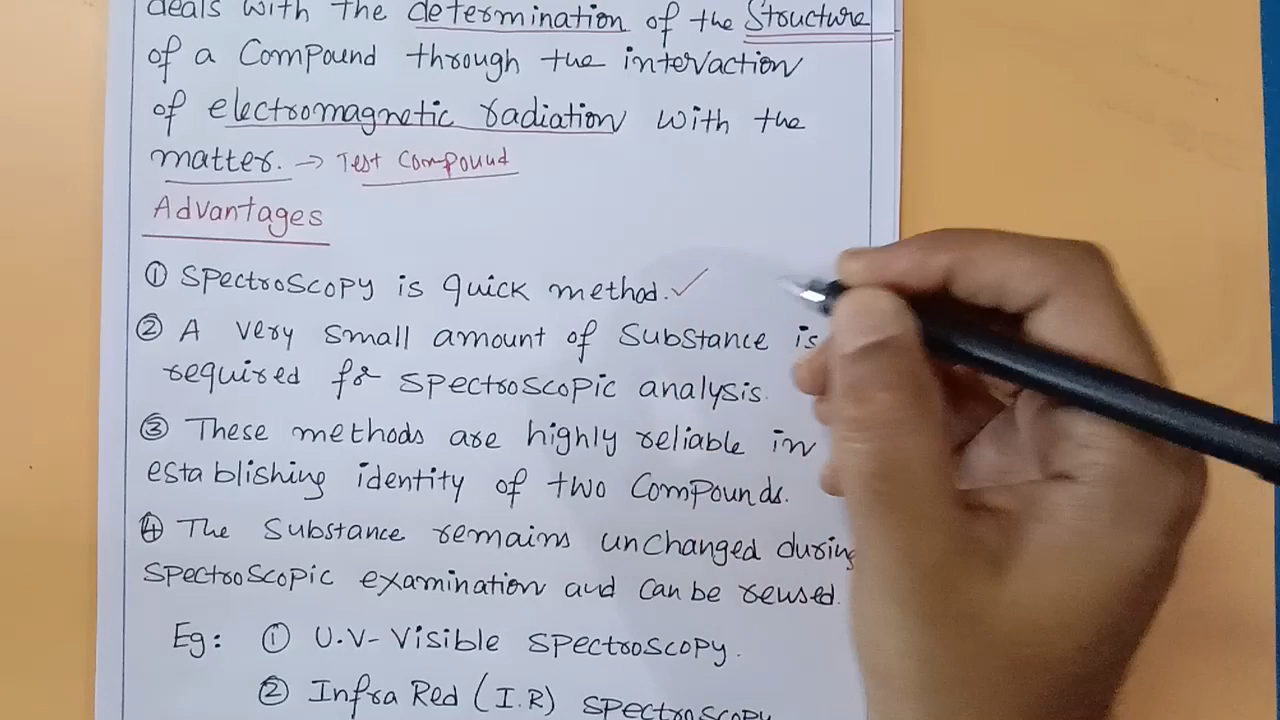 deals with the determination of the Structure
of a Compound through the interaction
of electromagnetic radiation with the
matter. → Test Compound
Advantages
① Spectroscopy is quick method. ✓
② A very small amount of Substance is
required for spectroscopic analysis.
③ These methods are highly reliable in
establishing identity of two Compounds.
④ The Substance remains unchanged during
Spectroscopic examination and can be reused.
Eg: ① U.V-Visible Spectroscopy.
② Infra Red (I.R) Spectroscopy